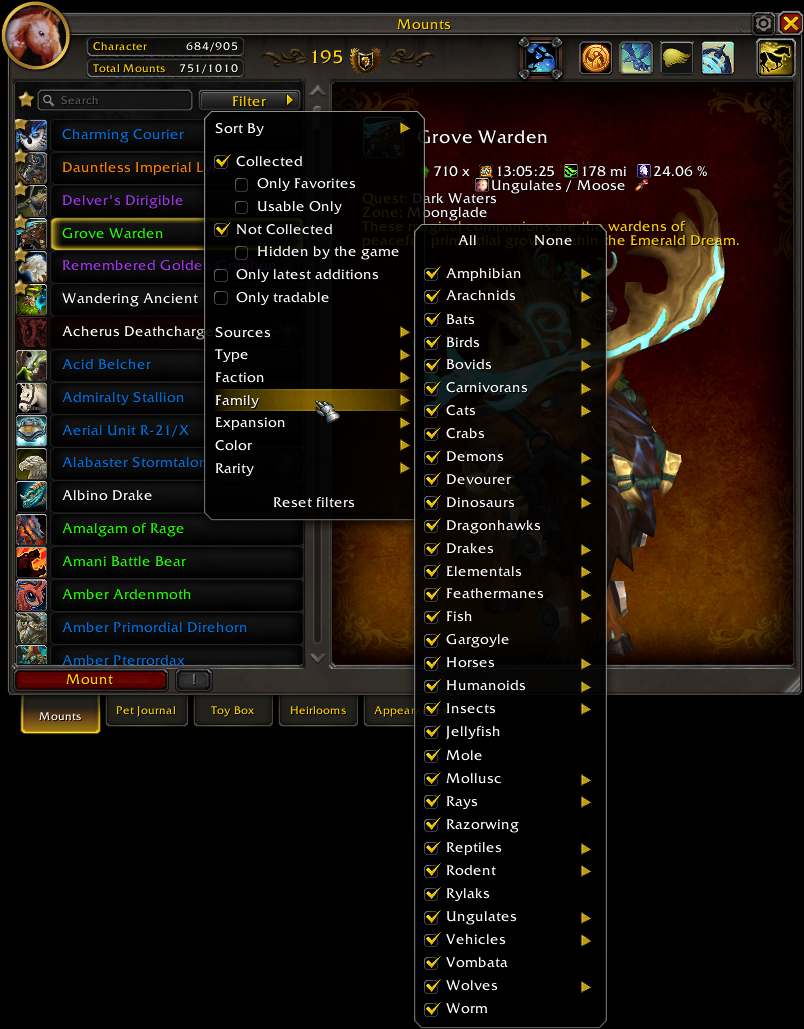 Mounts
Character 684/905
Total Mounts 751/1010
195
Search
Filter
Charming Courier
Dauntless Imperial L
Delver's Dirigible
Grove Warden
Remembered Golde
Wandering Ancient
Acherus Deathcharg
Acid Belcher
Admiralty Stallion
Aerial Unit R-21/X
Alabaster Stormtalon
Albino Drake
Amalgam of Rage
Amani Battle Bear
Amber Ardenmoth
Amber Primordial Direhorn
Amber Pterrordax
Mount
!
Mounts
Pet Journal
Toy Box
Heirlooms
Appear
Sort By
Collected
Only Favorites
Usable Only
Not Collected
Hidden by the game
Only latest additions
Only tradable
Sources
Type
Faction
Family
Expansion
Color
Rarity
Reset filters
Grove Warden
710 x 13:05:25 178 mi 24.06 %
Ungulates / Moose
Quest: Dark Waters
Zone: Moonglade
These magical companions are the wardens of
peaceful, primordial groves within the Emerald Dream.
All None
Amphibian
Arachnids
Bats
Birds
Bovids
Carnivorans
Cats
Crabs
Demons
Devourer
Dinosaurs
Dragonhawks
Drakes
Elementals
Feathermanes
Fish
Gargoyle
Horses
Humanoids
Insects
Jellyfish
Mole
Mollusc
Rays
Razorwing
Reptiles
Rodent
Rylaks
Ungulates
Vehicles
Vombata
Wolves
Worm